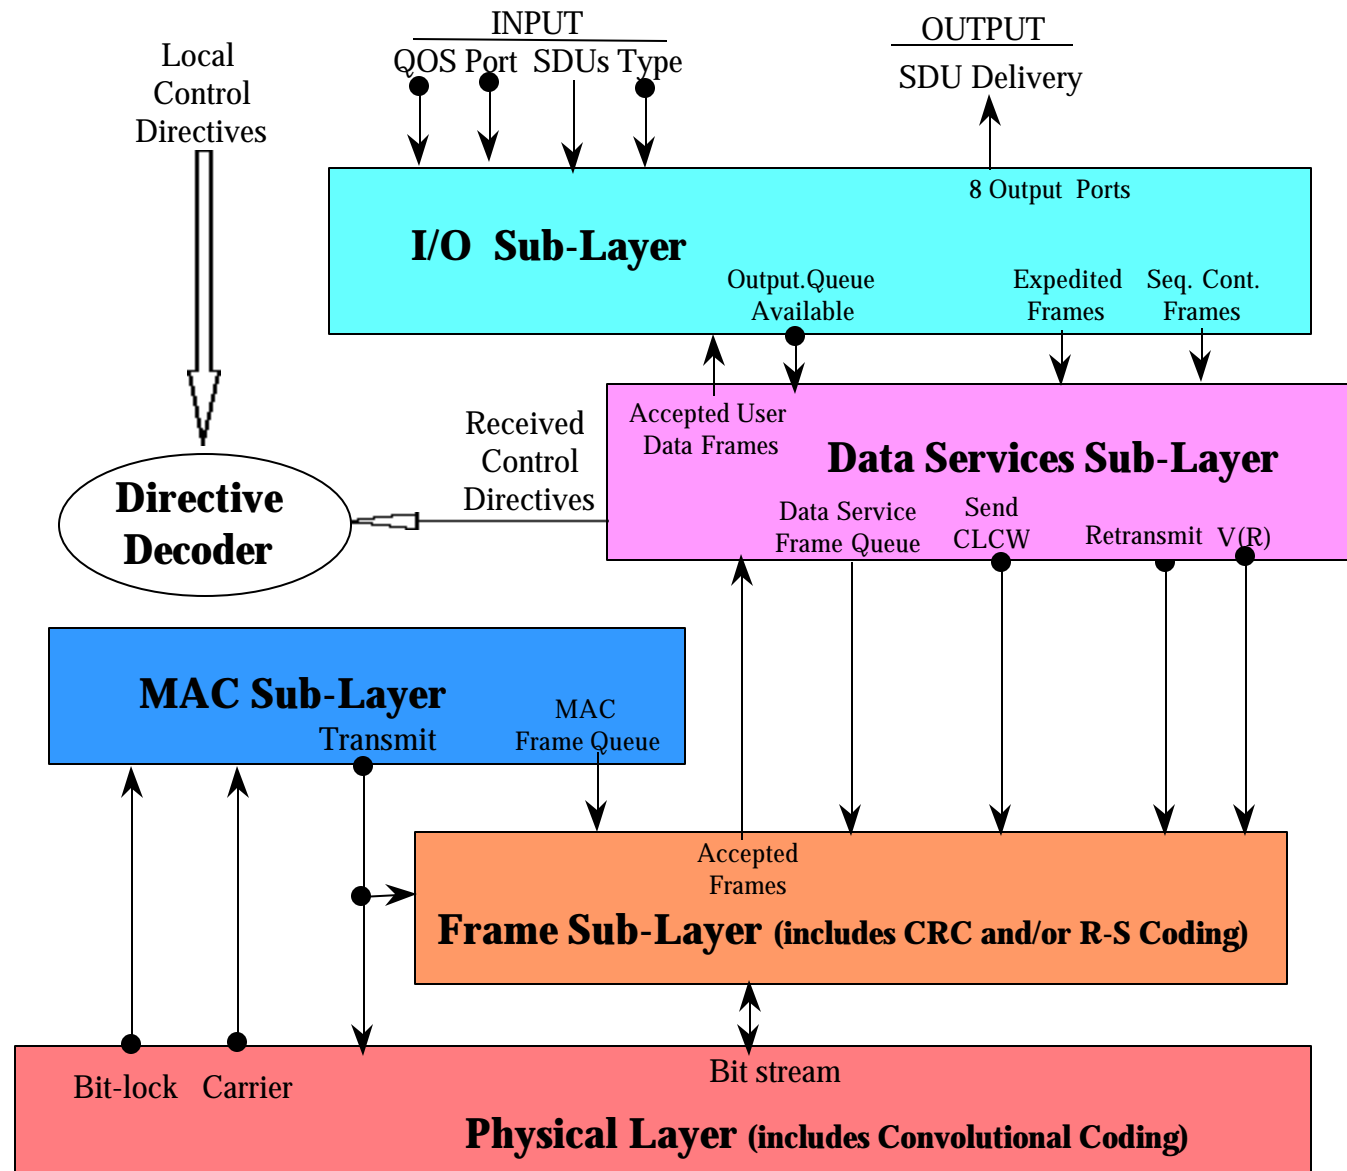 INPUT
QOS Port SDUs Type
OUTPUT
SDU Delivery
Local
Control
Directives
8 Output Ports
I/O Sub-Layer
Output.Queue
Available
Expedited
Frames
Seq. Cont.
Frames
Received
Control
Directives
Accepted User
Data Frames
Data Services Sub-Layer
Directive
Decoder
Data Service
Frame Queue
Send
CLCW
Retransmit
V(R)
MAC Sub-Layer
Transmit
MAC
Frame Queue
Accepted
Frames
Frame Sub-Layer (includes CRC and/or R-S Coding)
Bit-lock
Carrier
Bit stream
Physical Layer (includes Convolutional Coding)